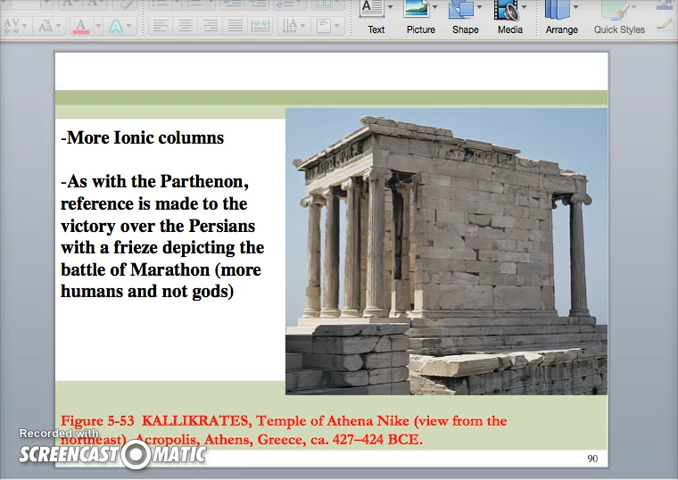 Text
Picture
Shape
Media
Arrange
Quick Styles
-More Ionic columns
-As with the Parthenon,
reference is made to the
victory over the Persians
with a frieze depicting the
battle of Marathon (more
humans and not gods)
Figure 5-53 KALLIKRATES, Temple of Athena Nike (view from the
northeast), Acropolis, Athens, Greece, ca. 427–424 BCE.
Recorded with
SCREENCAST MATIC
90